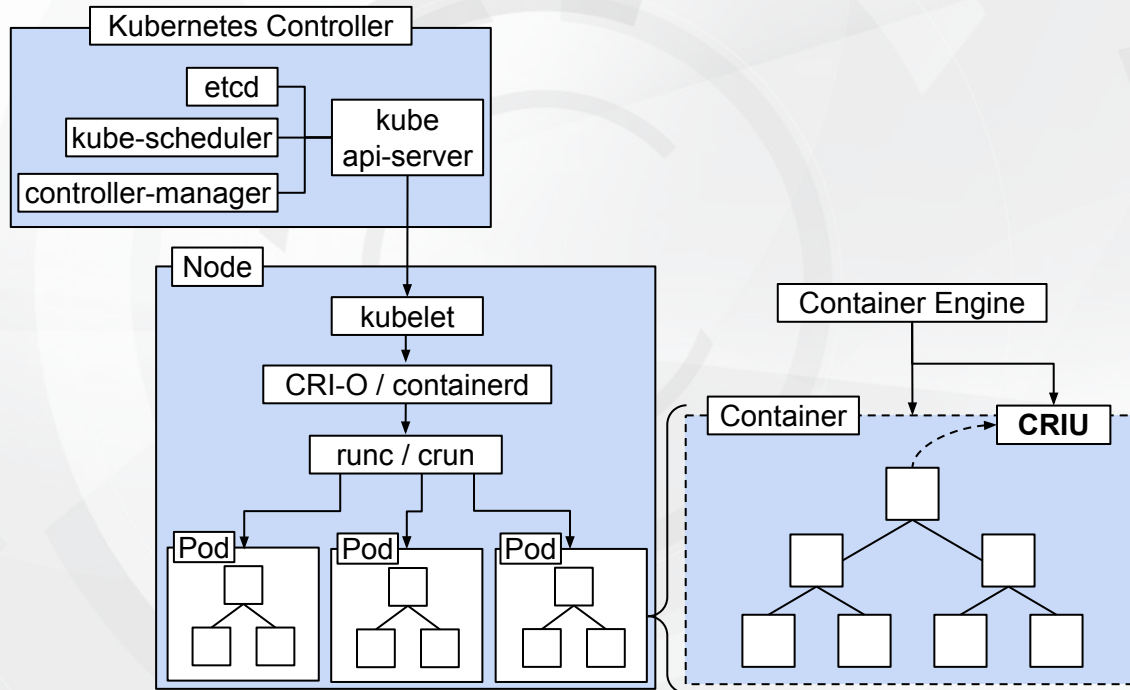 Kubernetes Controller
etcd
kube-scheduler
controller-manager
kube
api-server
Node
kubelet
CRI-O / containerd
runc / crun
Pod
Pod
Pod
Container Engine
Container
CRIU